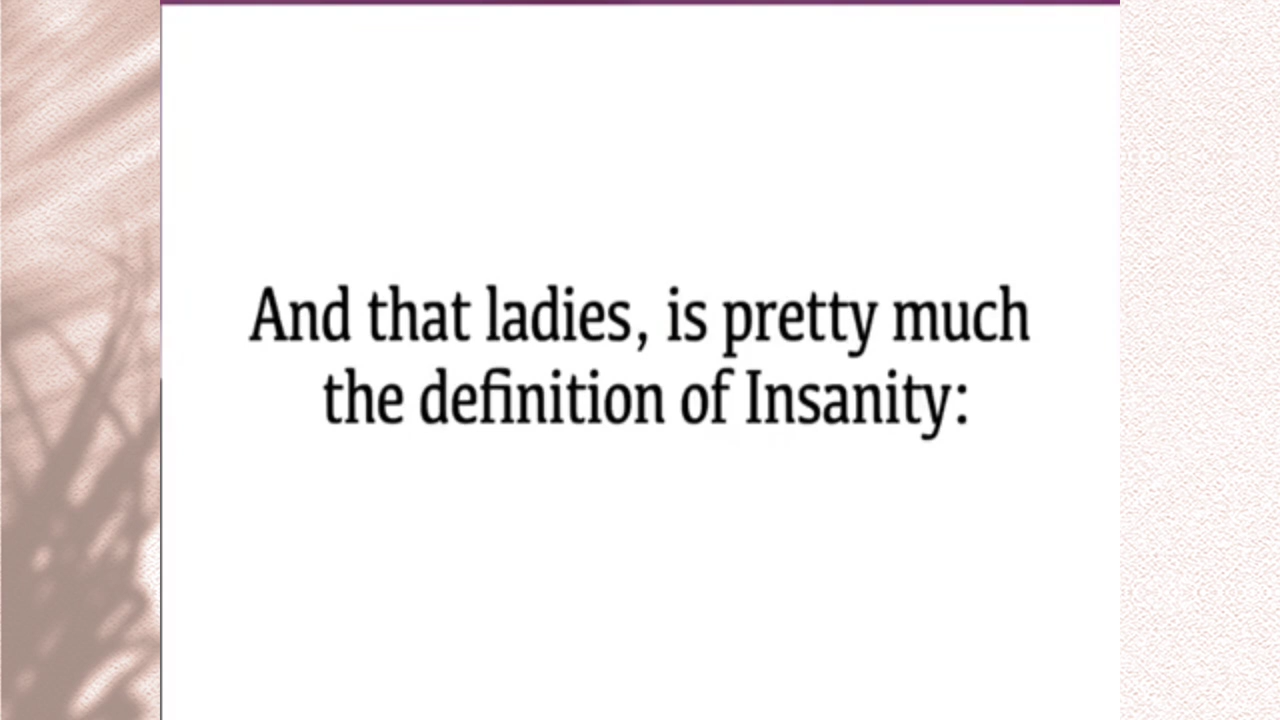 And that ladies, is pretty much
the definition of Insanity: